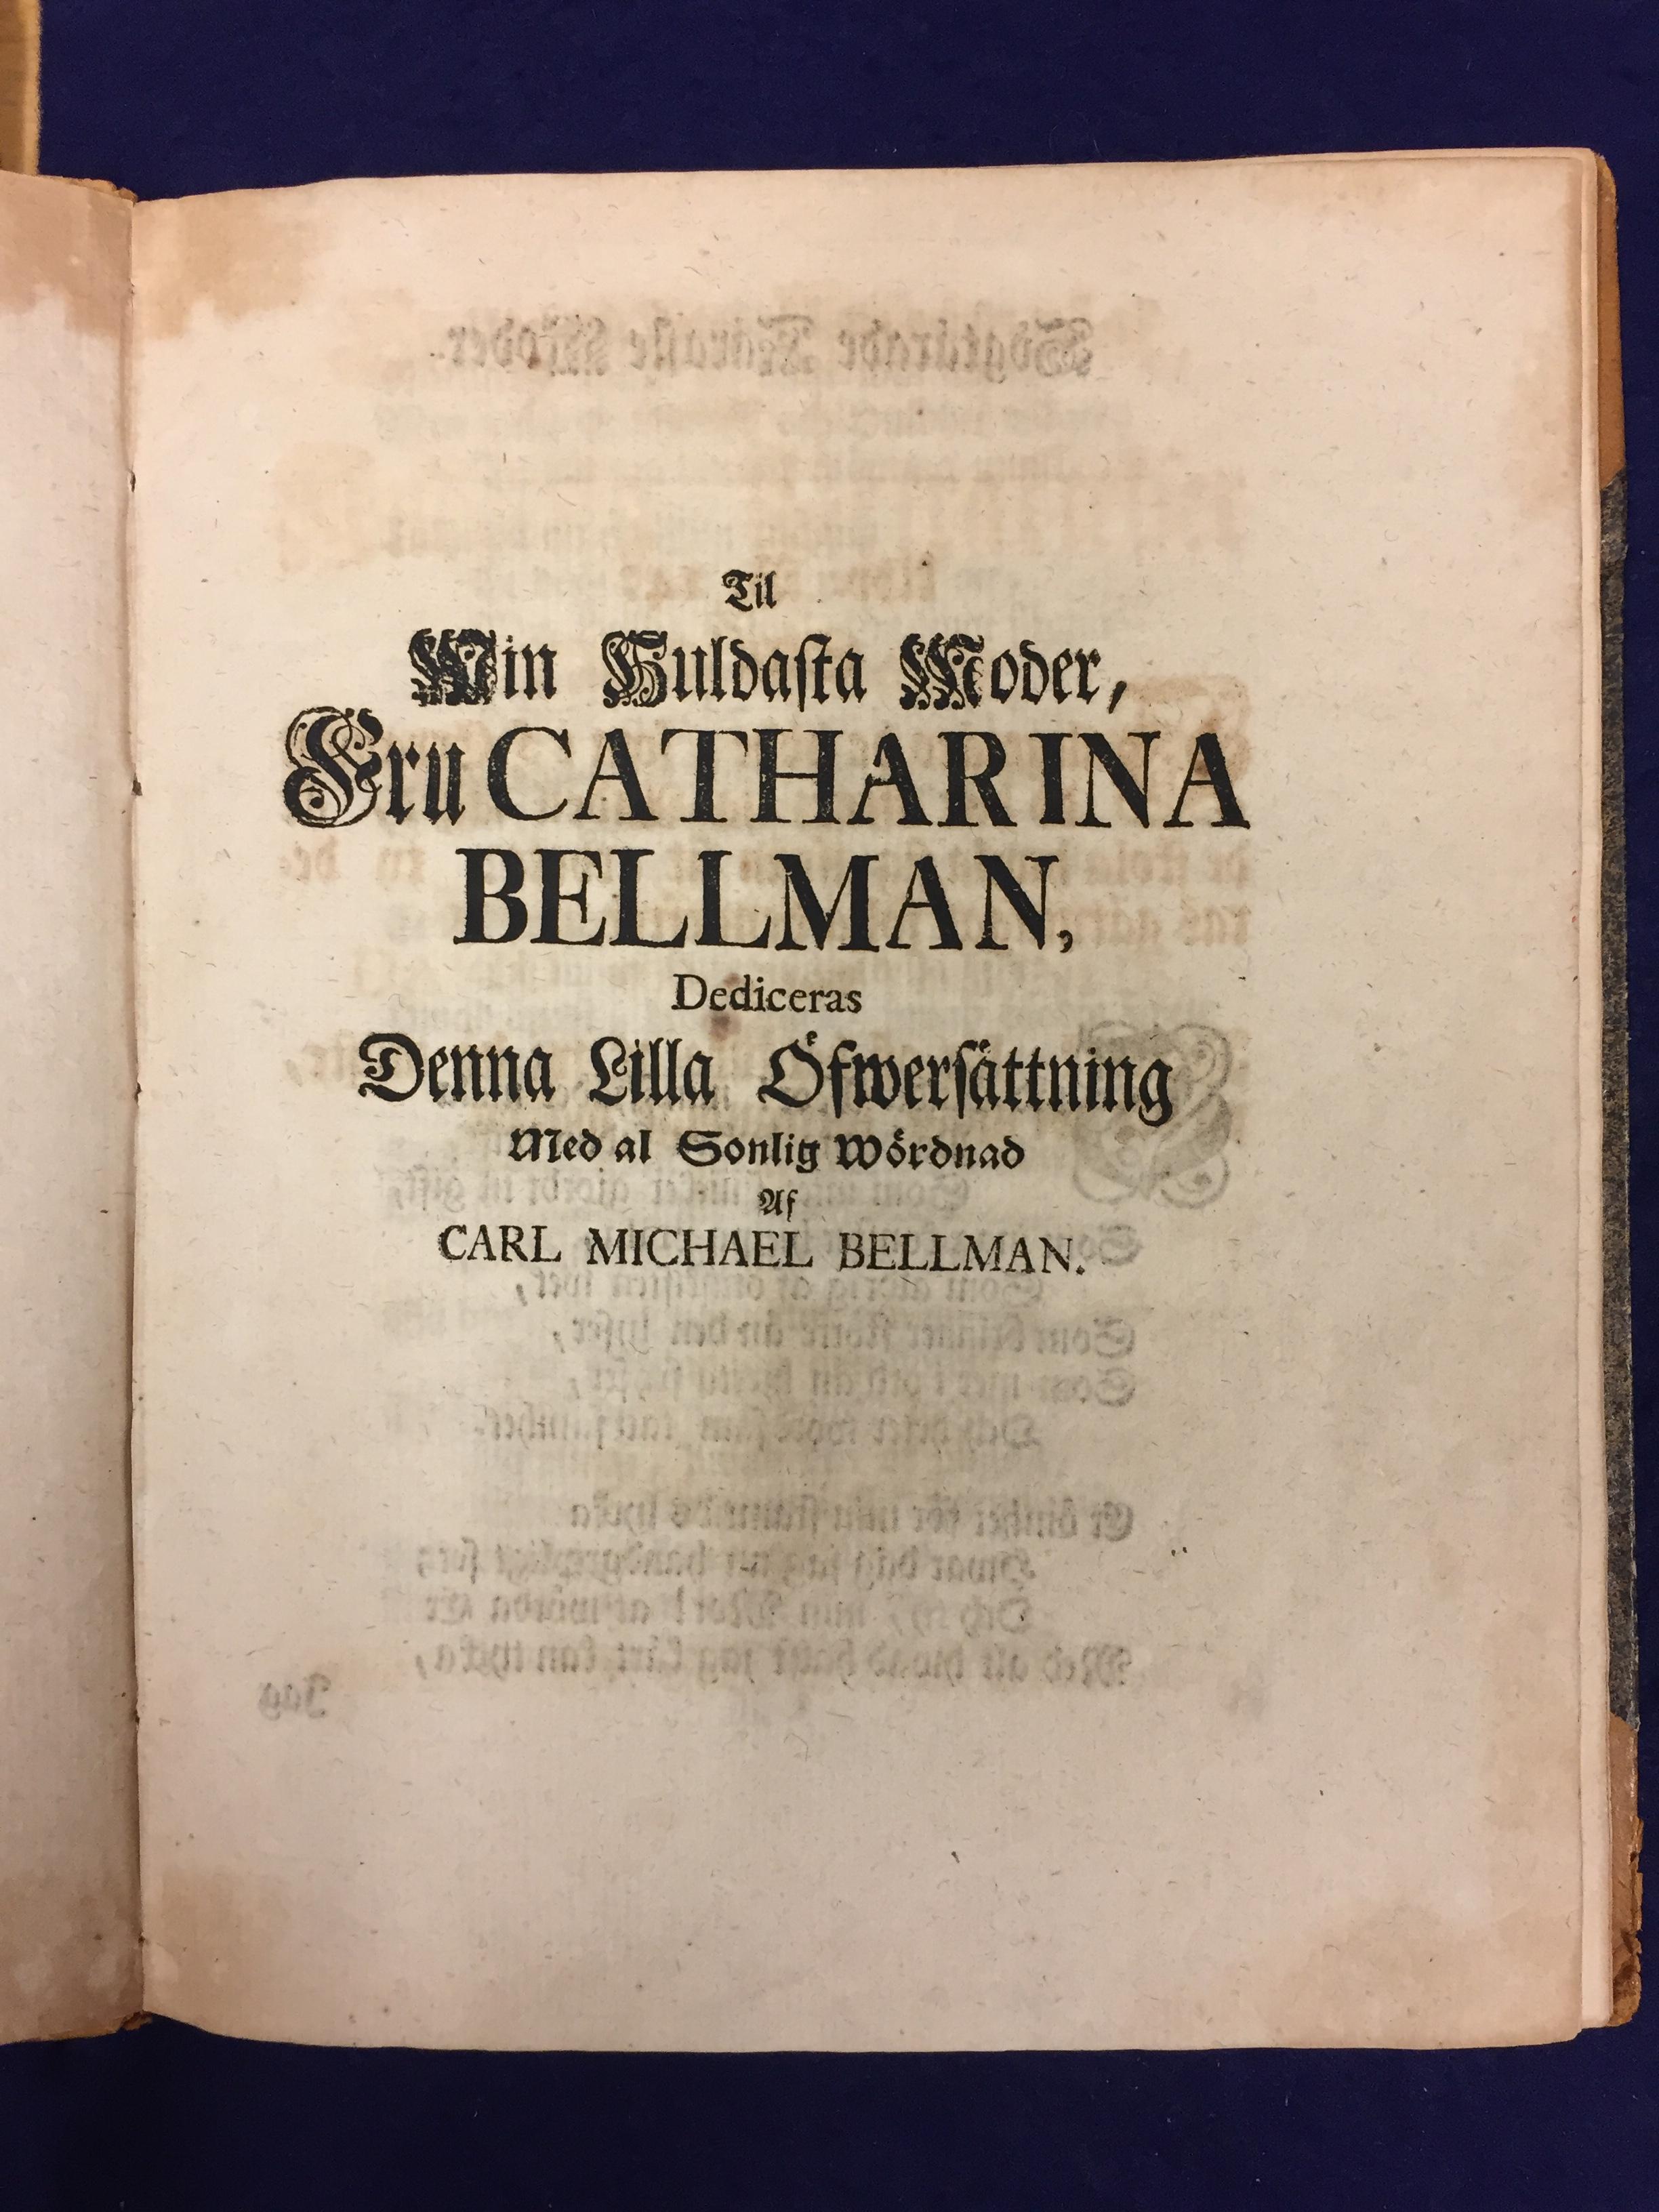 Til
Min Huldasta Moder,
Fru CATHARINA
BELLMAN,
Dediceras
Denna Lilla Öfwersättning
Med al Sonlig Wördnad
Af
CARL MICHAEL BELLMAN.